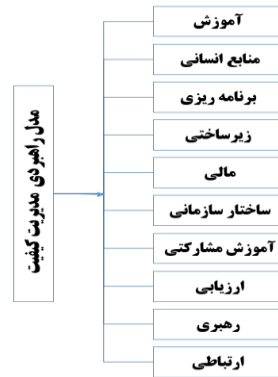 مدل راهبردی مدیریت کیفیت
آموزش
منابع انسانی
برنامه ریزی
زیرساختی
مالی
ساختار سازمانی
آموزش مشارکتی
ارزیابی
رهبری
ارتباطی